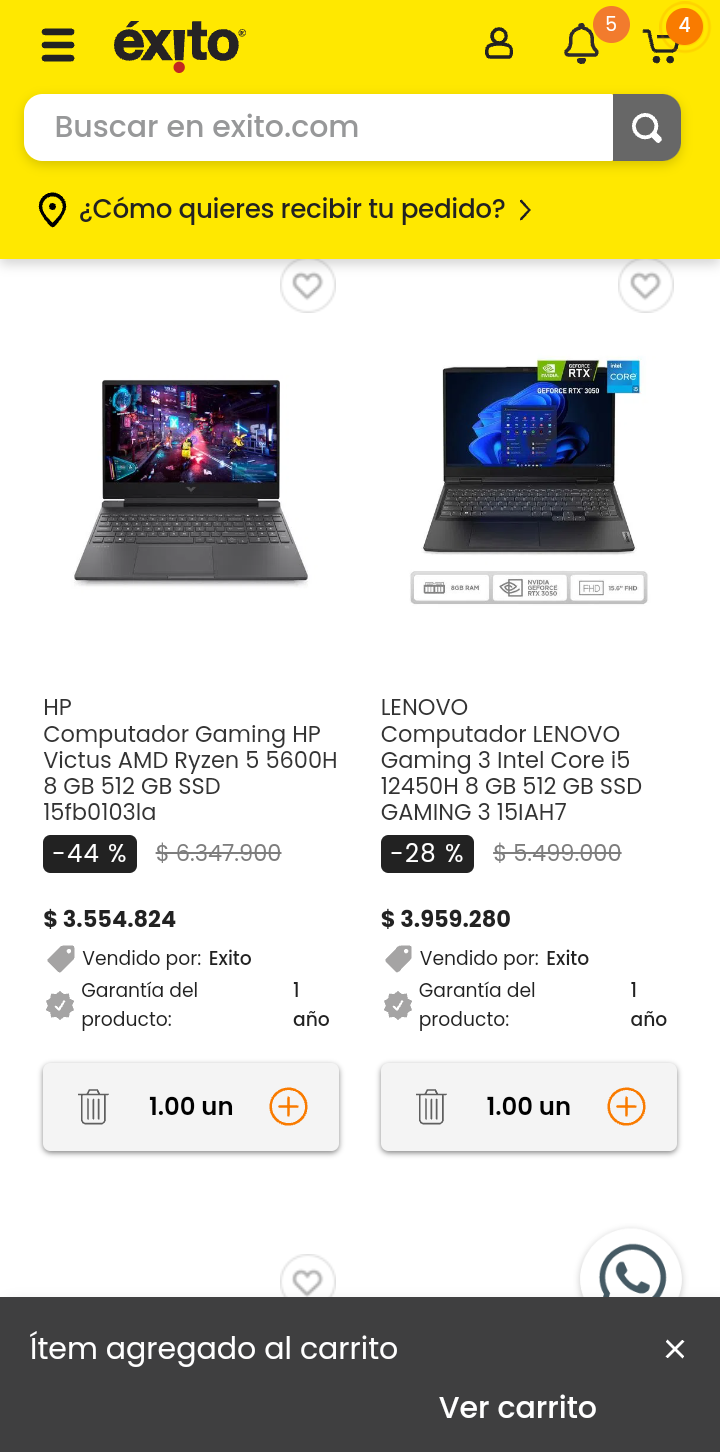 éxito
5
4
Buscar en exito.com
¿Cómo quieres recibir tu pedido?
NVIDIA GEFORCE RTX
intel CORE i5
GEFORCE RTX 3050
8GB RAM
NVIDIA GEFORCE RTX 3050
FHD
15.6" FHD
HP
Computador Gaming HP
Victus AMD Ryzen 5 5600H
8 GB 512 GB SSD
15fb0103la
-44 % $ 6.347.900
$ 3.554.824
Vendido por: Exito
Garantía del 1
producto: año
1.00 un
LENOVO
Computador LENOVO
Gaming 3 Intel Core i5
12450H 8 GB 512 GB SSD
GAMING 3 15IAH7
-28 % $ 5.499.000
$ 3.959.280
Vendido por: Exito
Garantía del 1
producto: año
1.00 un
Ítem agregado al carrito
Ver carrito